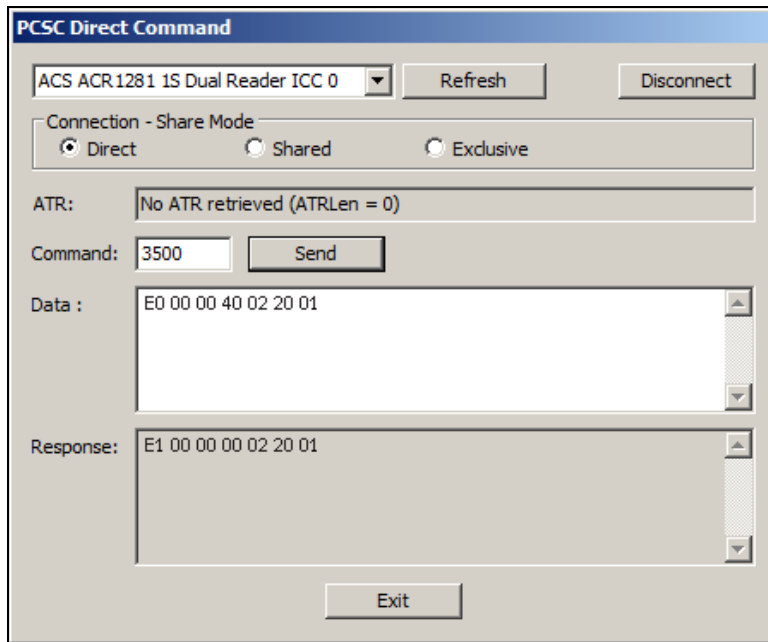 PCSC Direct Command
ACS ACR1281 1S Dual Reader ICC 0 Refresh Disconnect
Connection - Share Mode
Direct Shared Exclusive
ATR: No ATR retrieved (ATRLen = 0)
Command: 3500 Send
Data : E0 00 00 40 02 20 01
Response: E1 00 00 00 02 20 01
Exit